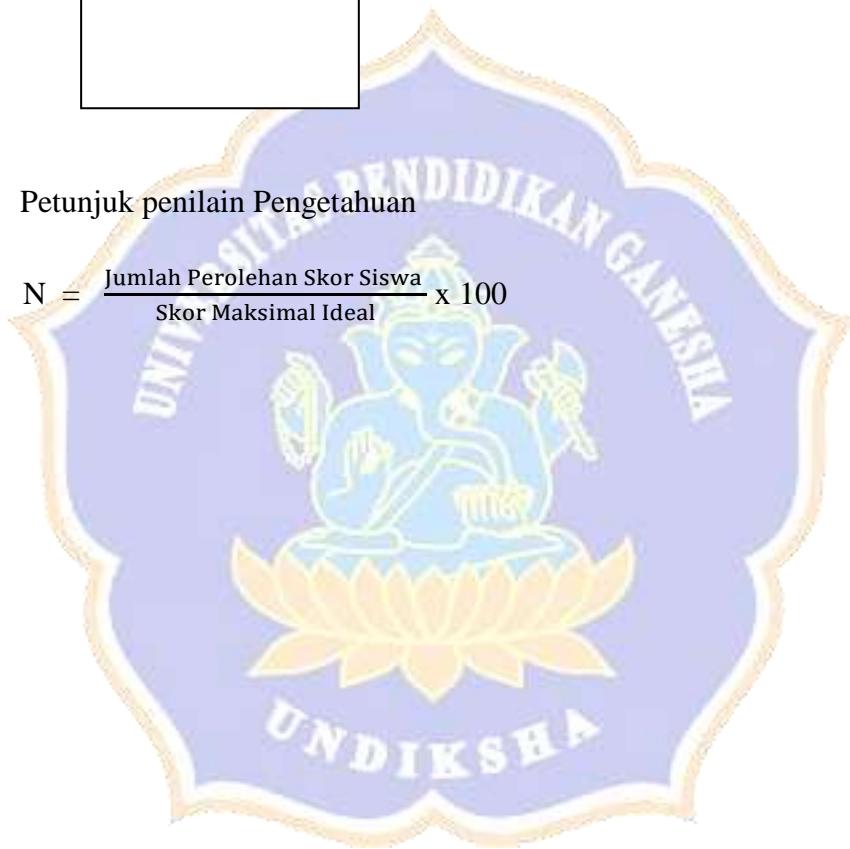 Petunjuk penilain Pengetahuan
N = Jumlah Perolehan Skor Siswa / Skor Maksimal Ideal x 100
UNIVERSITAS PENDIDIKAN GANESHA
UNDIKSHA